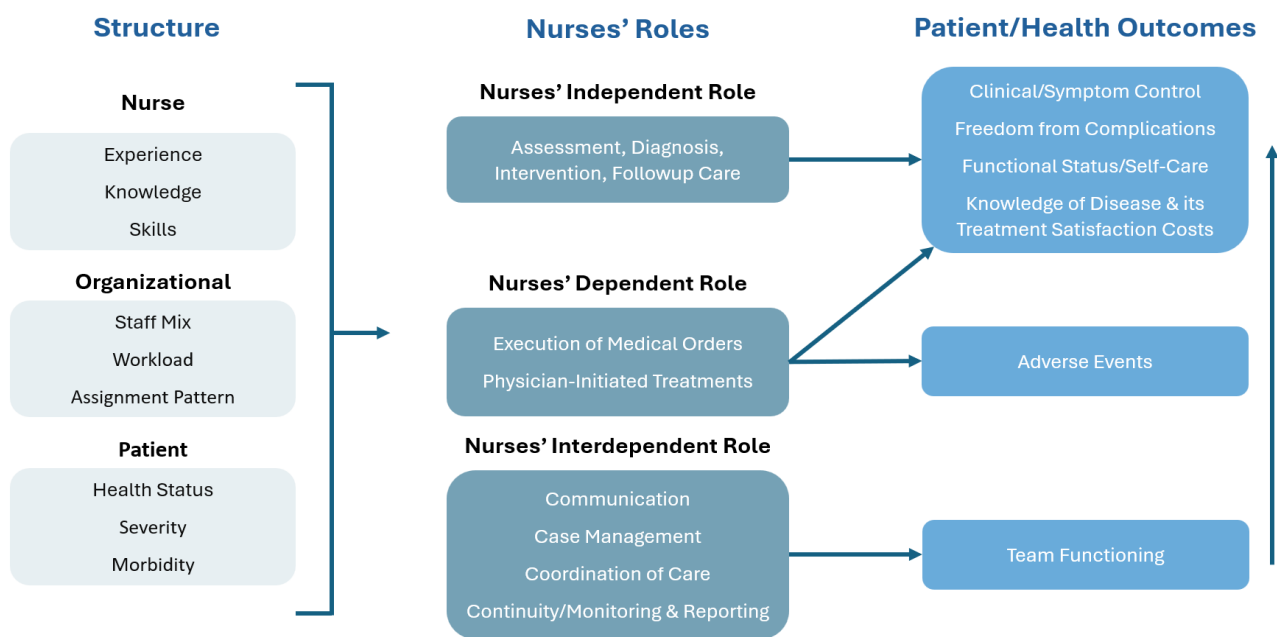 Structure
Nurse
Experience
Knowledge
Skills
Organizational
Staff Mix
Workload
Assignment Pattern
Patient
Health Status
Severity
Morbidity
Nurses’ Roles
Nurses’ Independent Role
Assessment, Diagnosis,
Intervention, Followup Care
Nurses’ Dependent Role
Execution of Medical Orders
Physician-Initiated Treatments
Nurses’ Interdependent Role
Communication
Case Management
Coordination of Care
Continuity/Monitoring & Reporting
Patient/Health Outcomes
Clinical/Symptom Control
Freedom from Complications
Functional Status/Self-Care
Knowledge of Disease & its
Treatment Satisfaction Costs
Adverse Events
Team Functioning